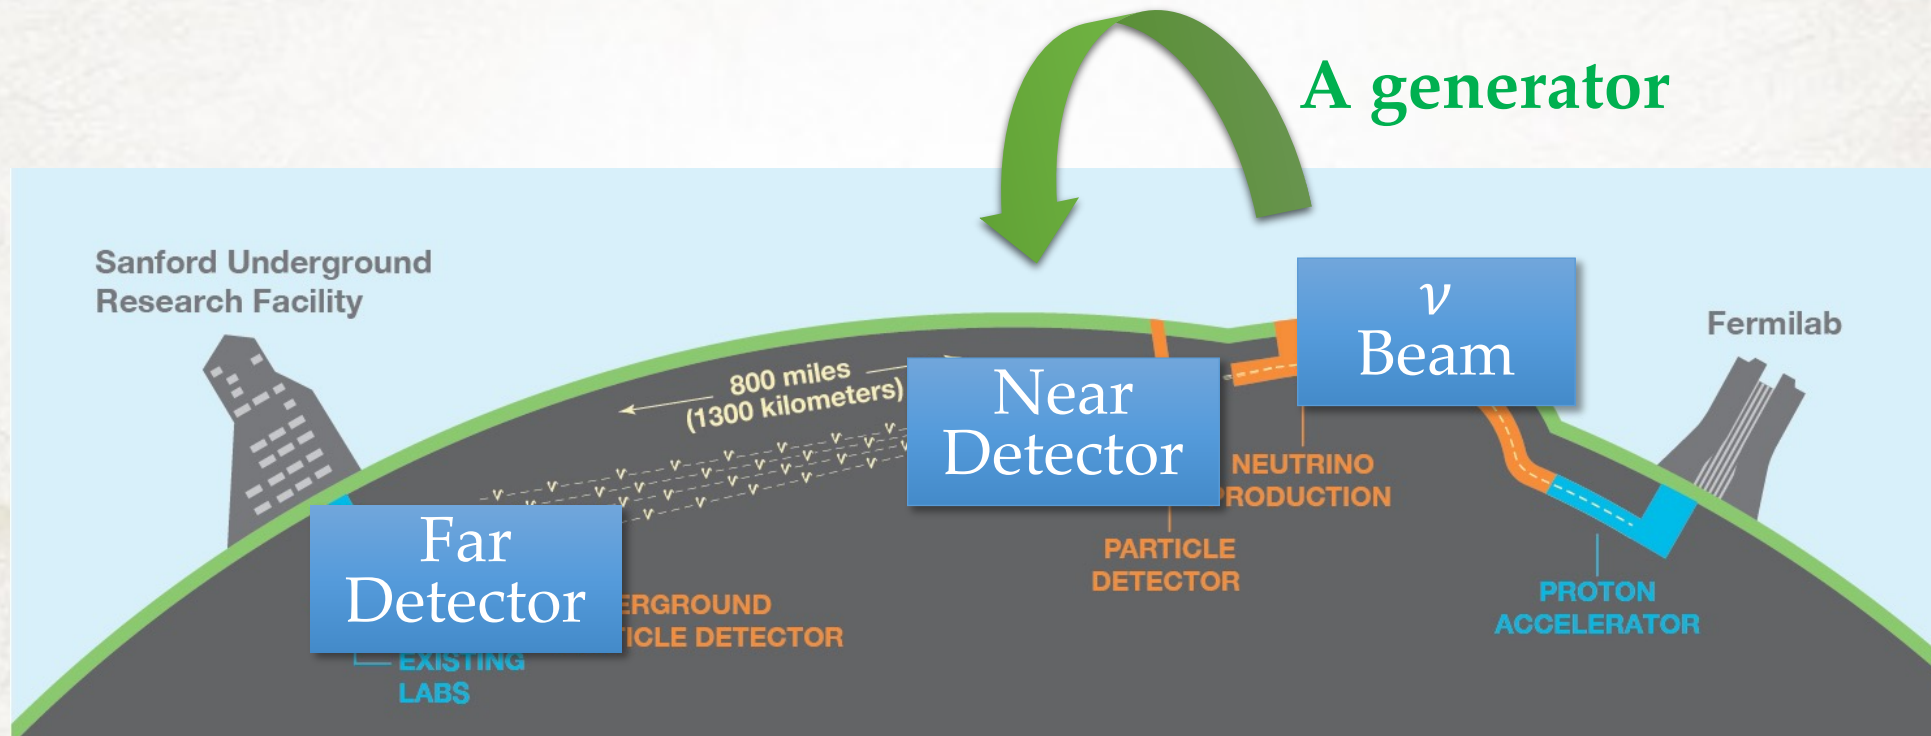 A generator
Sanford Underground
Research Facility
ν
Beam
Fermilab
800 miles
(1300 kilometers)
Near
Detector
NEUTRINO
PRODUCTION
Far
Detector
PARTICLE
DETECTOR
ERGROUND
ICLE DETECTOR
PROTON
ACCELERATOR
EXISTING
LABS